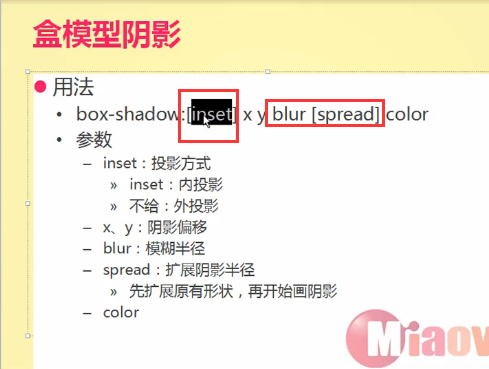 盒模型阴影
用法
box-shadow:[inset] x y blur [spread] color
参数
inset：投影方式
inset：内投影
不给：外投影
x、y：阴影偏移
blur：模糊半径
spread：扩展阴影半径
先扩展原有形状，再开始画阴影
color
Miaov